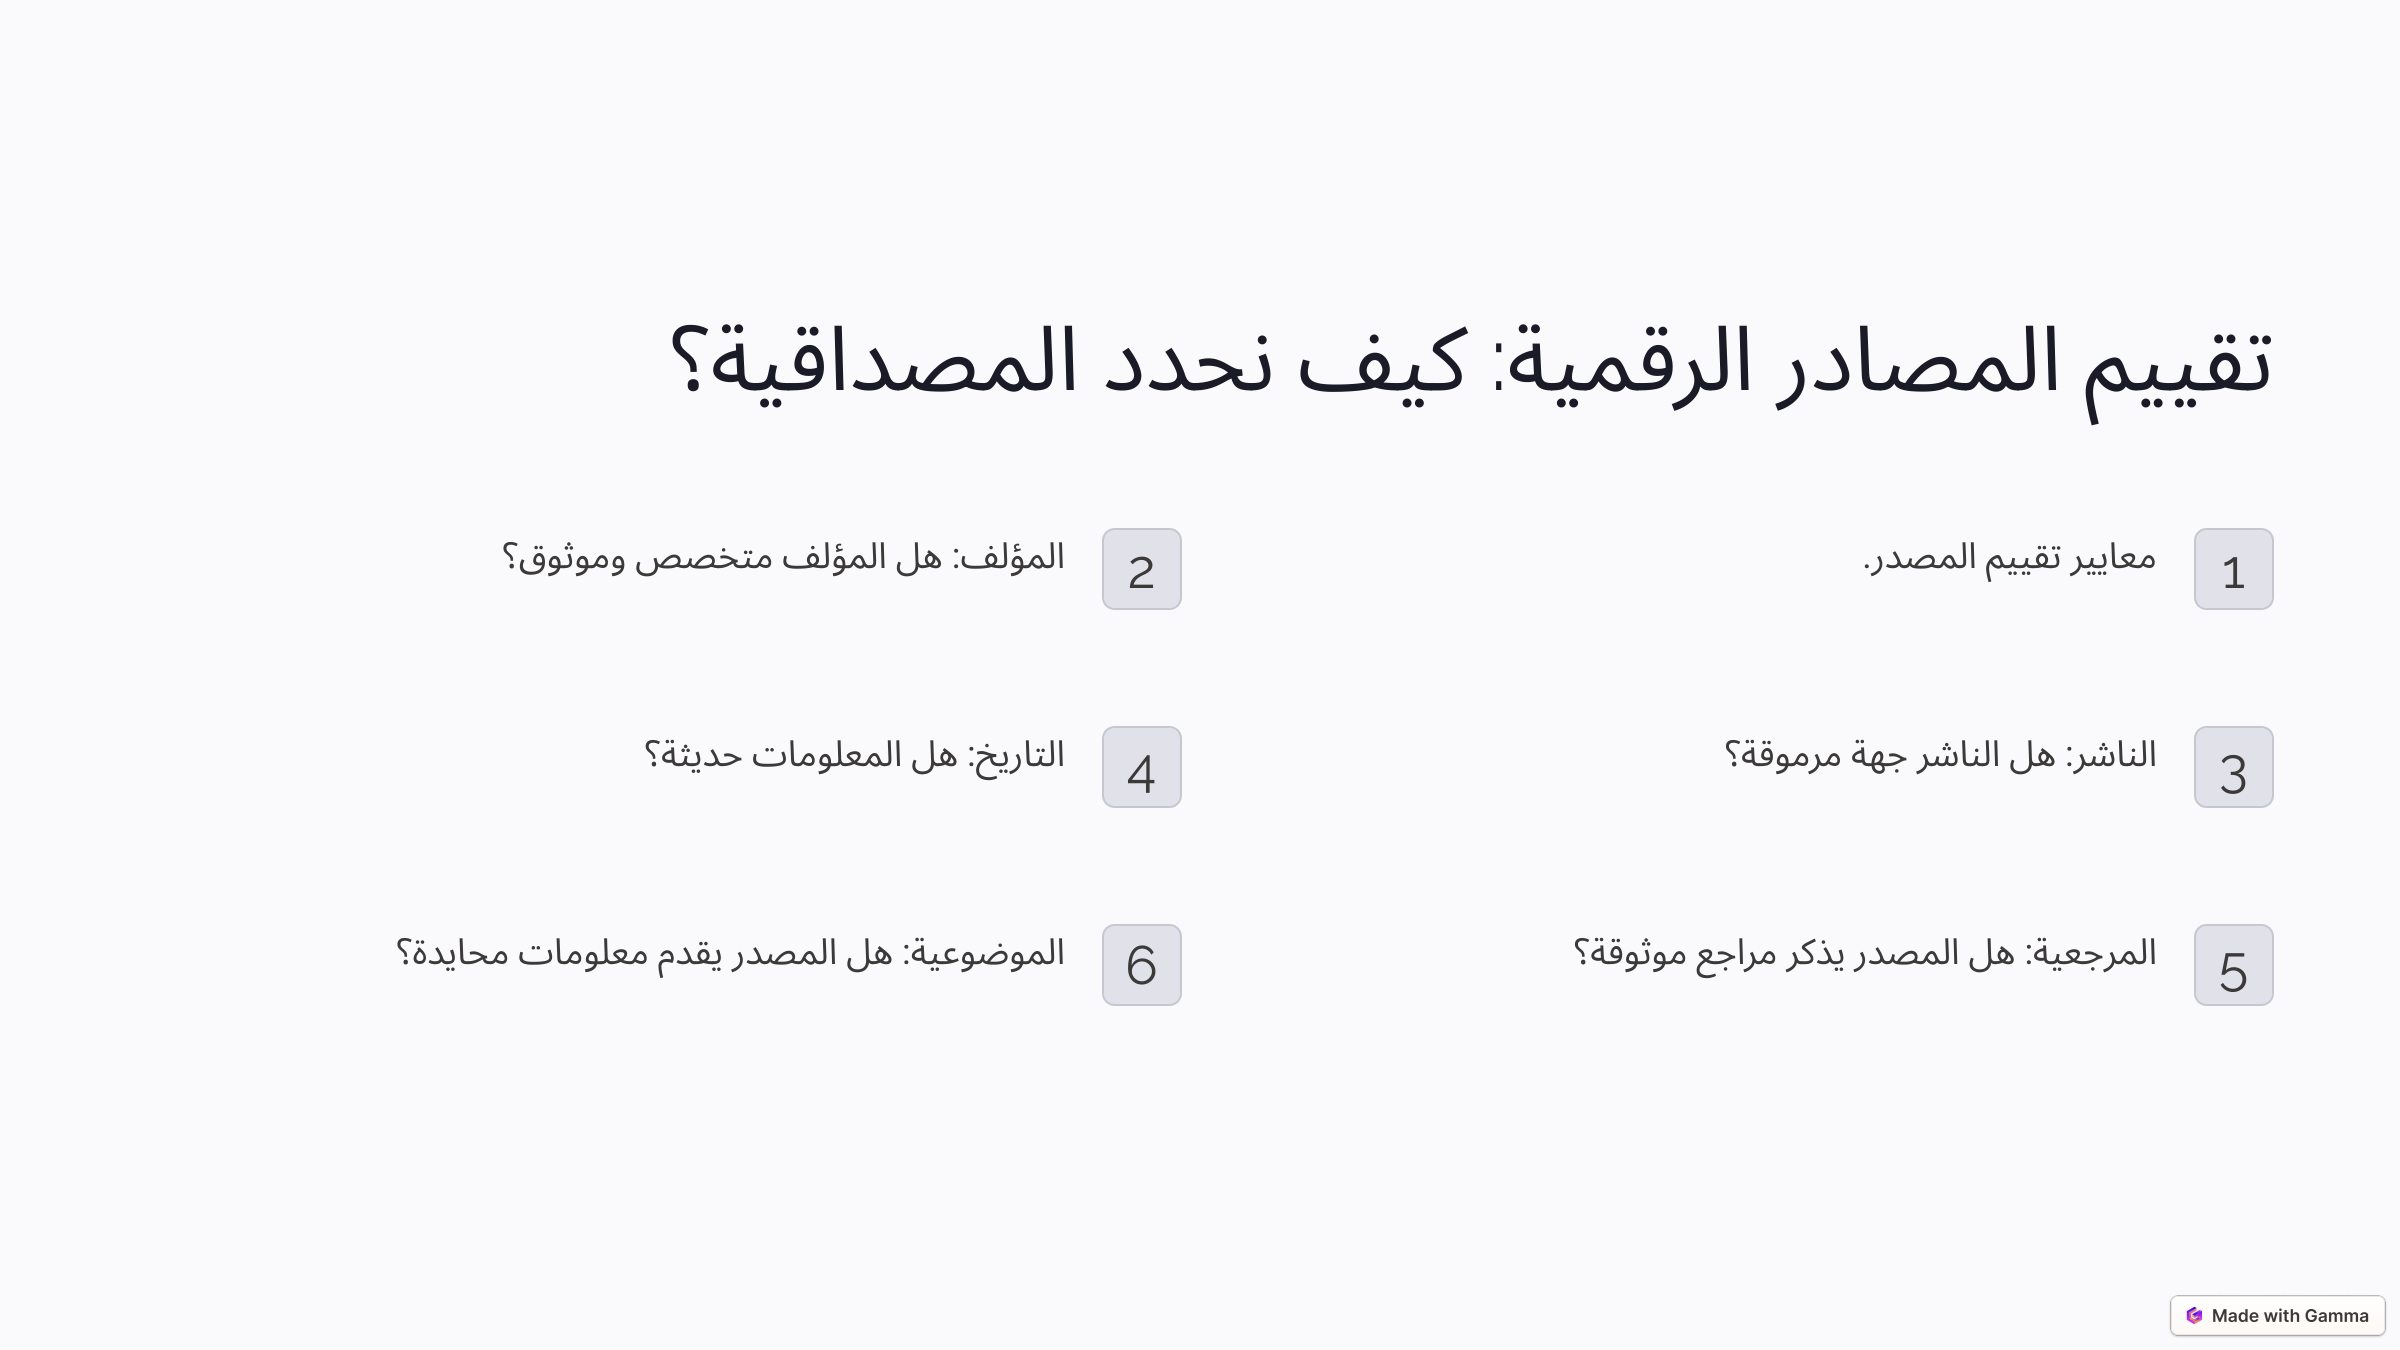 تقييم المصادر الرقمية: كيف نحدد المصداقية؟
1
معايير تقييم المصدر.
2
المؤلف: هل المؤلف متخصص وموثوق؟
3
الناشر: هل الناشر جهة مرموقة؟
4
التاريخ: هل المعلومات حديثة؟
5
المرجعية: هل المصدر يذكر مراجع موثوقة؟
6
الموضوعية: هل المصدر يقدم معلومات محايدة؟
Made with Gamma